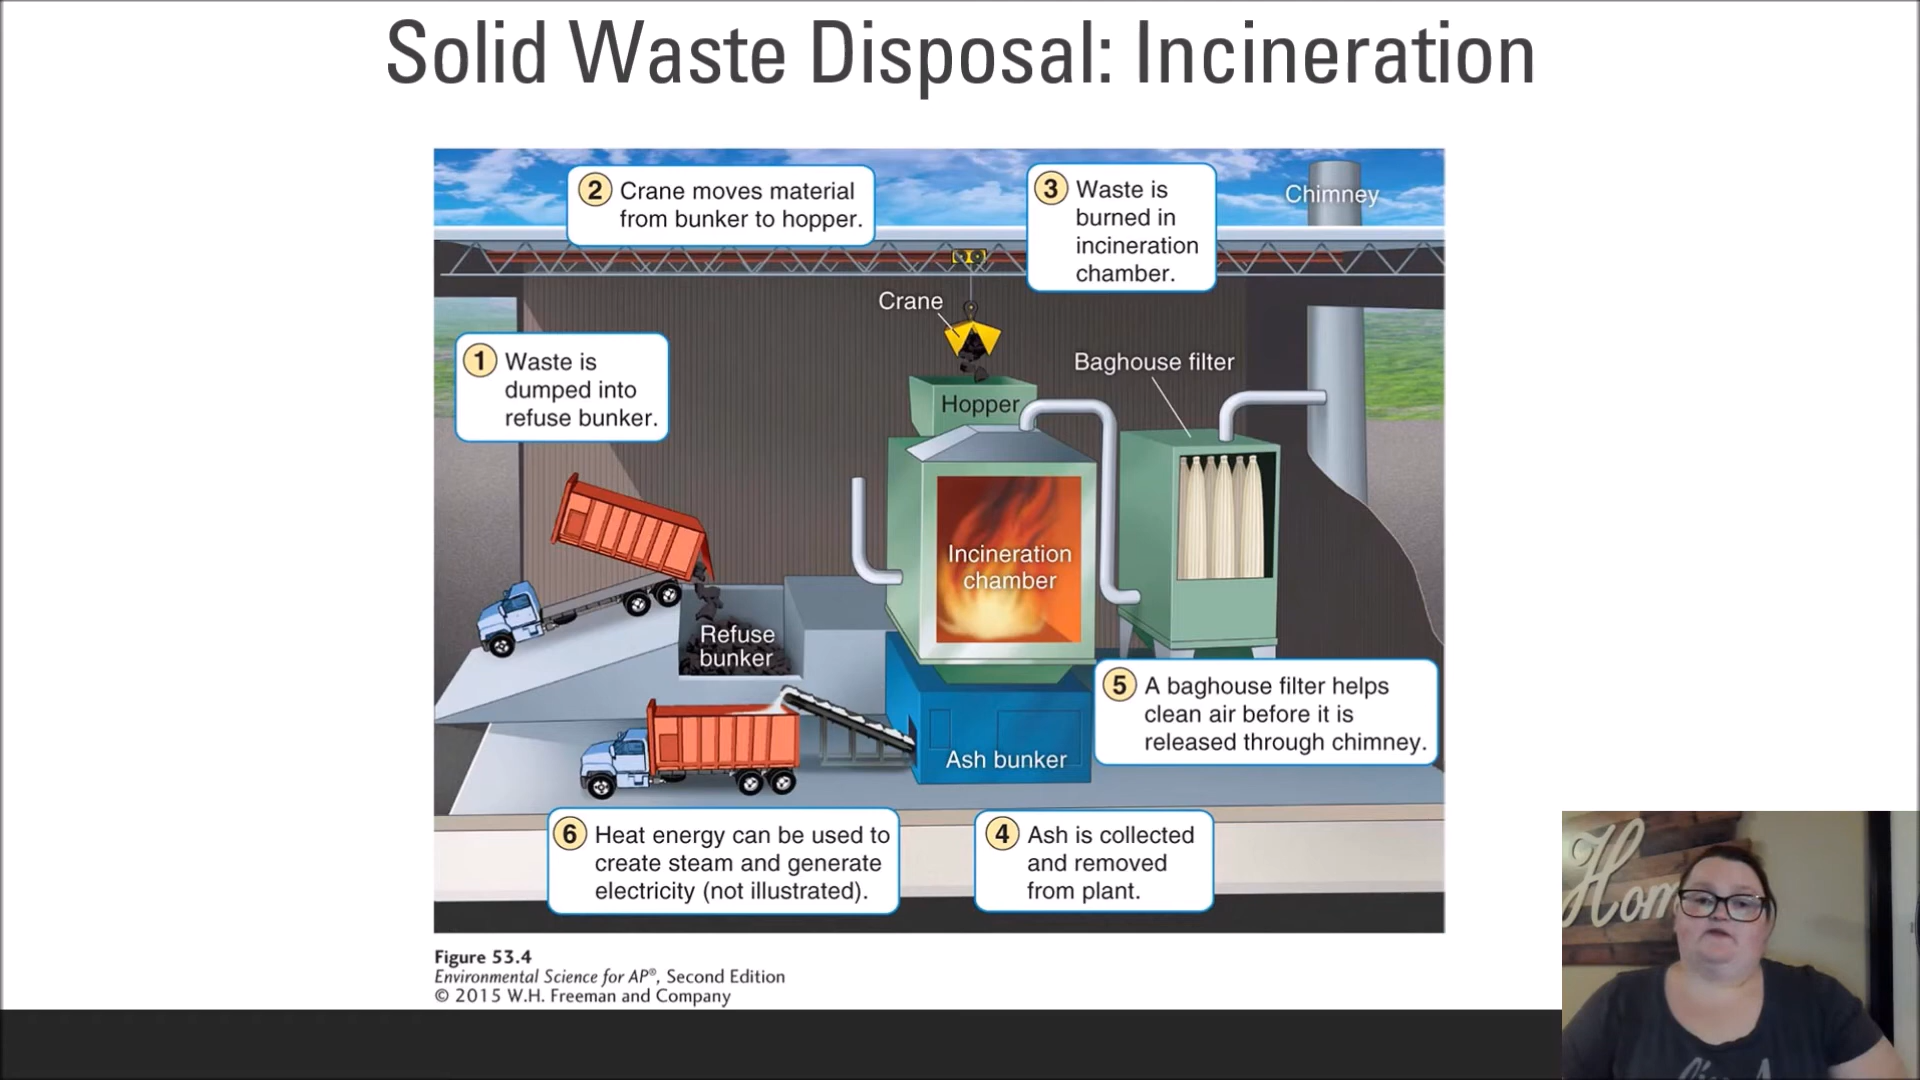 Solid Waste Disposal: Incineration
2 Crane moves material
from bunker to hopper.
3 Waste is
burned in
incineration
chamber.
Chimney
Crane
1 Waste is
dumped into
refuse bunker.
Baghouse filter
Hopper
Incineration
chamber
Refuse
bunker
5 A baghouse filter helps
clean air before it is
released through chimney.
Ash bunker
6 Heat energy can be used to
create steam and generate
electricity (not illustrated).
4 Ash is collected
and removed
from plant.
Figure 53.4
Environmental Science for AP®, Second Edition
© 2015 W.H. Freeman and Company
Hom